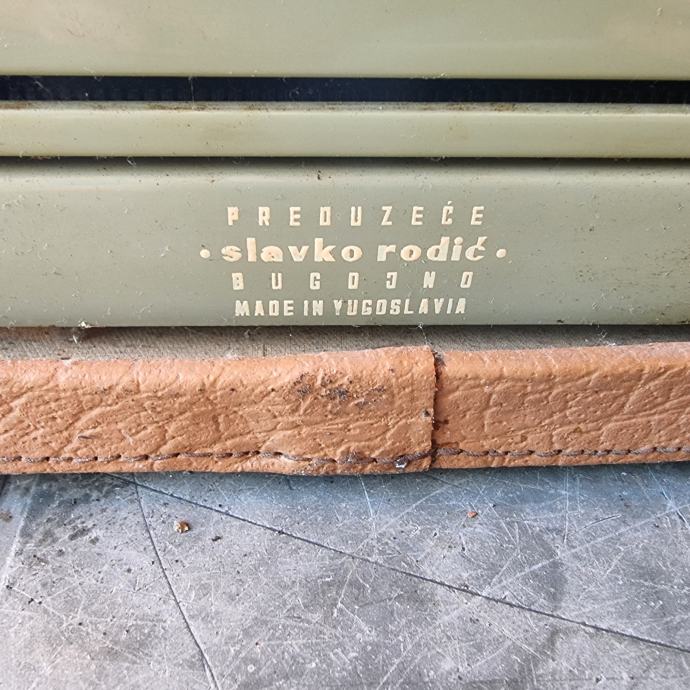 PREDUZEĆE
• slavko rodić •
BUGOJNO
MADE IN YUGOSLAVIA